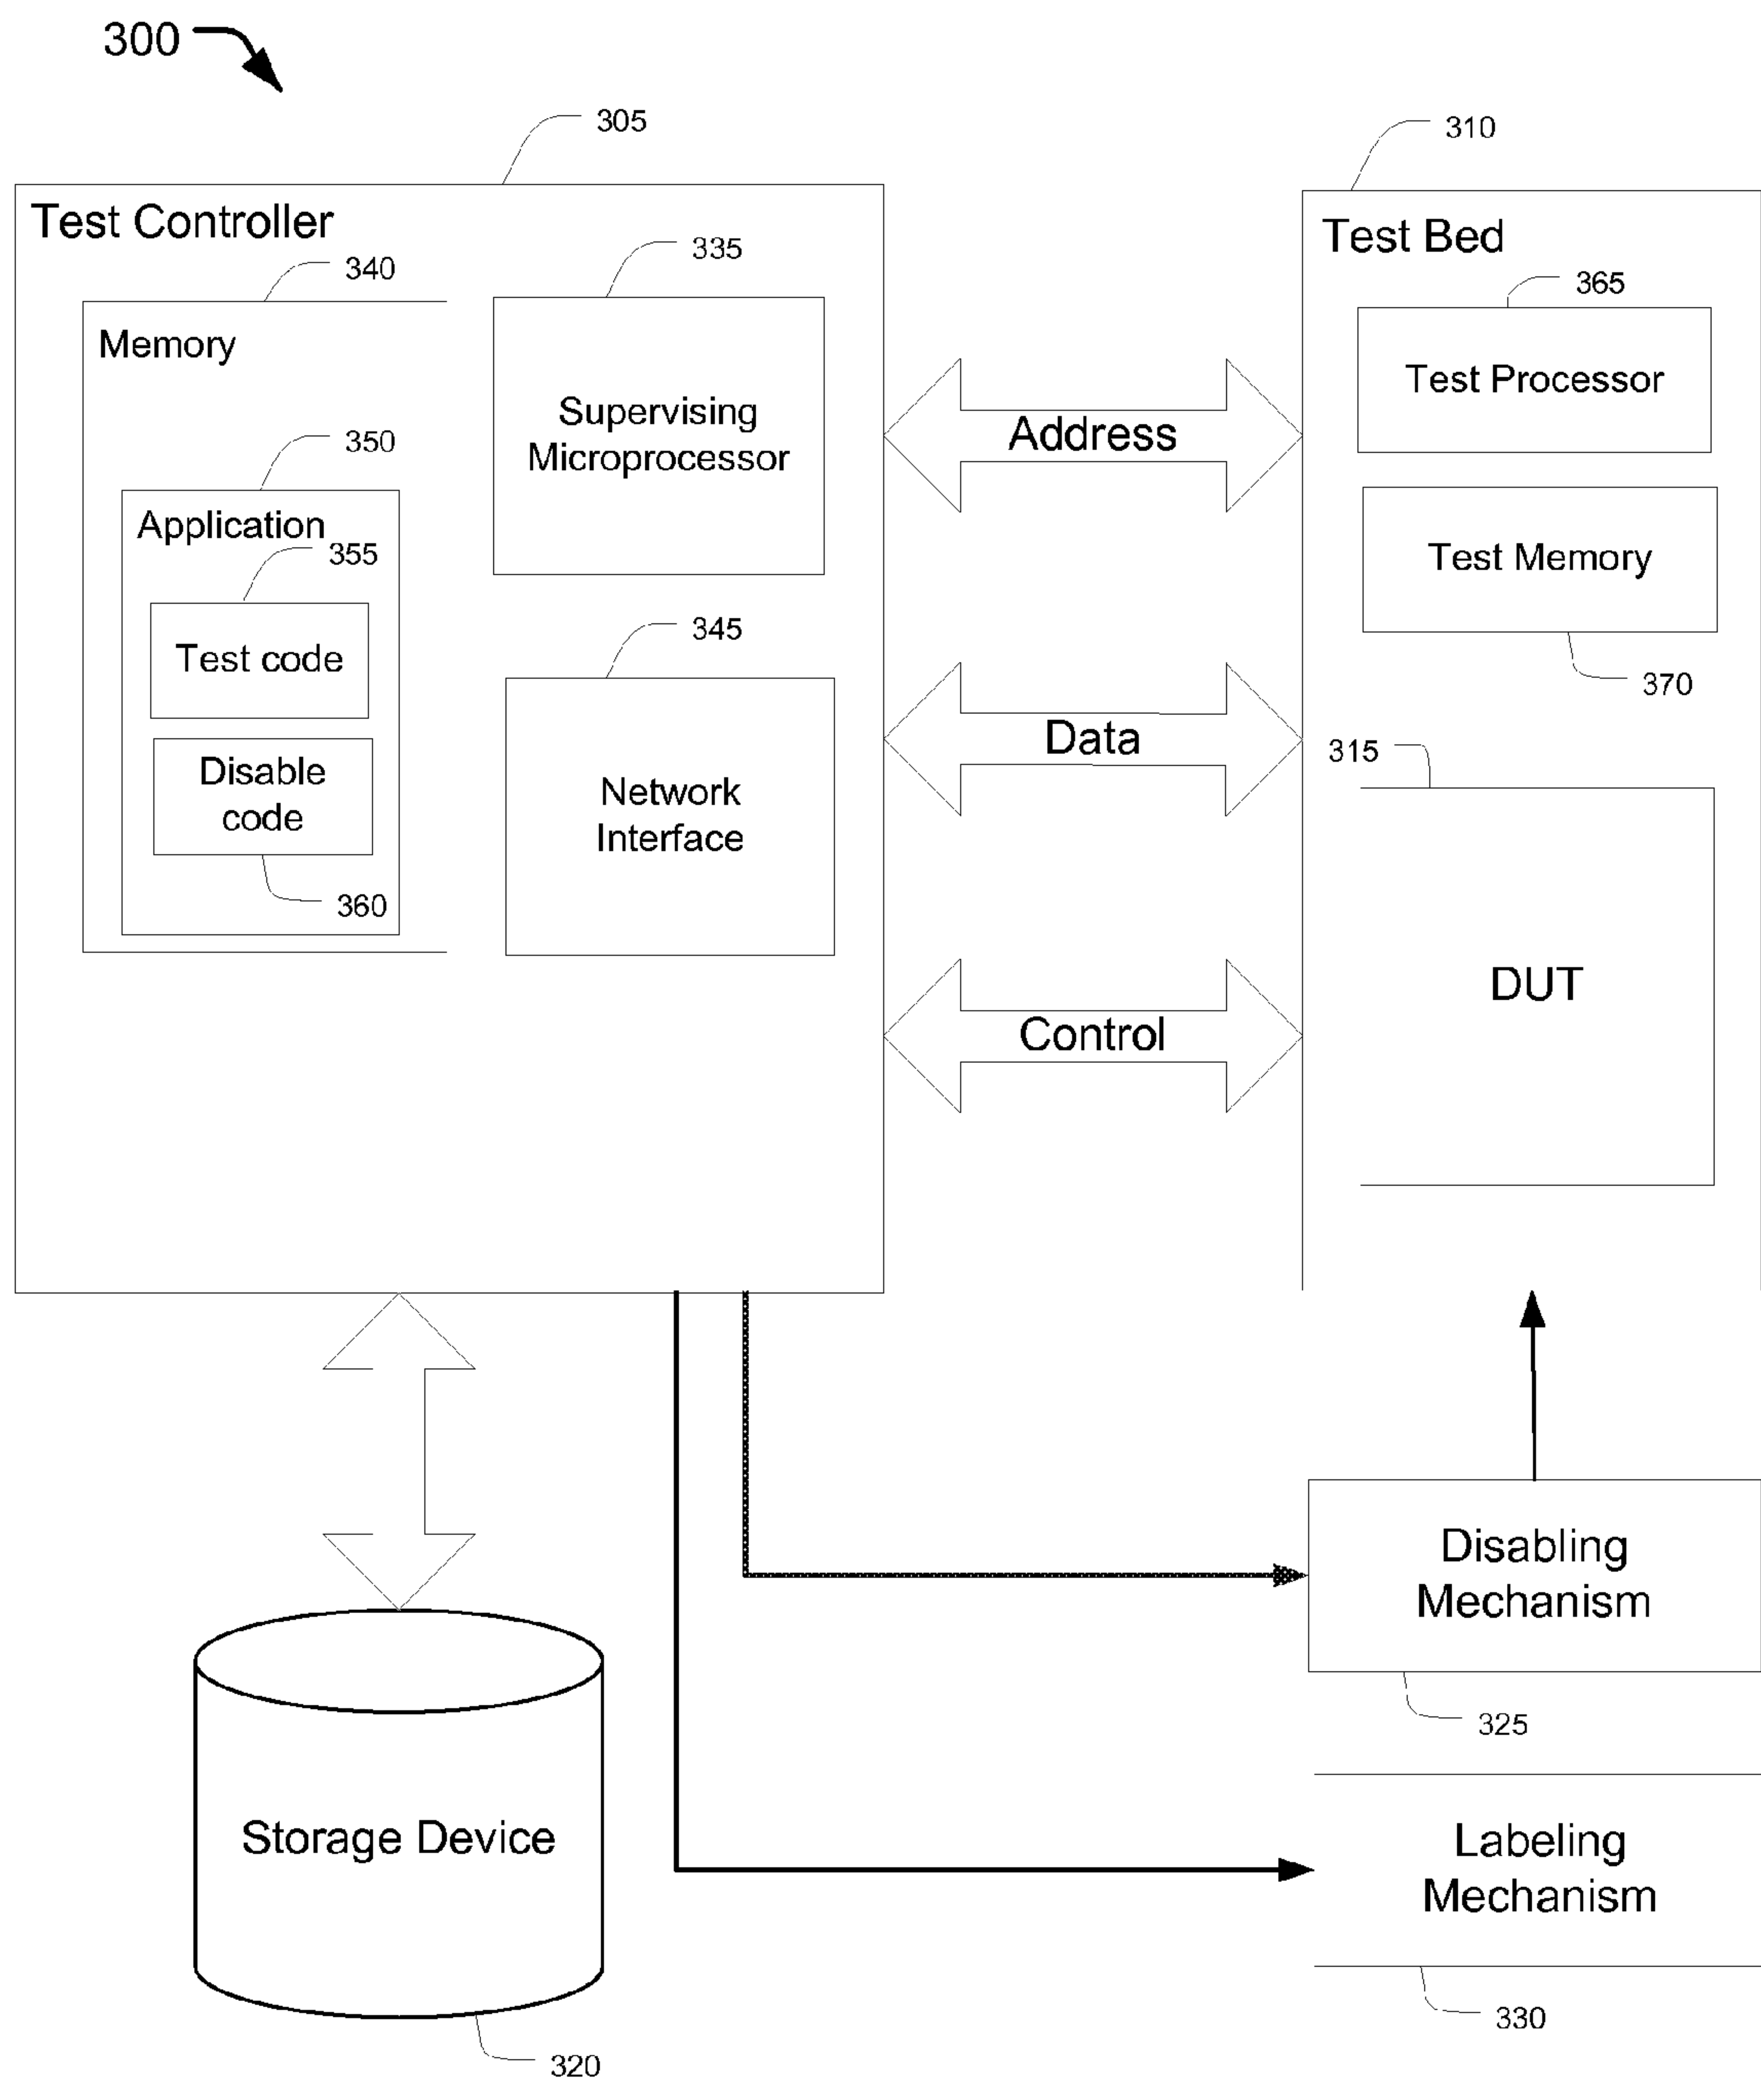 300
305
310
Test Controller
Test Bed
340
335
365
Memory
Supervising
Microprocessor
Test Processor
Address
350
Application
355
Test code
Disable
code
360
345
Network
Interface
Test Memory
370
Data
315
DUT
Control
Disabling
Mechanism
325
Labeling
Mechanism
330
Storage Device
320